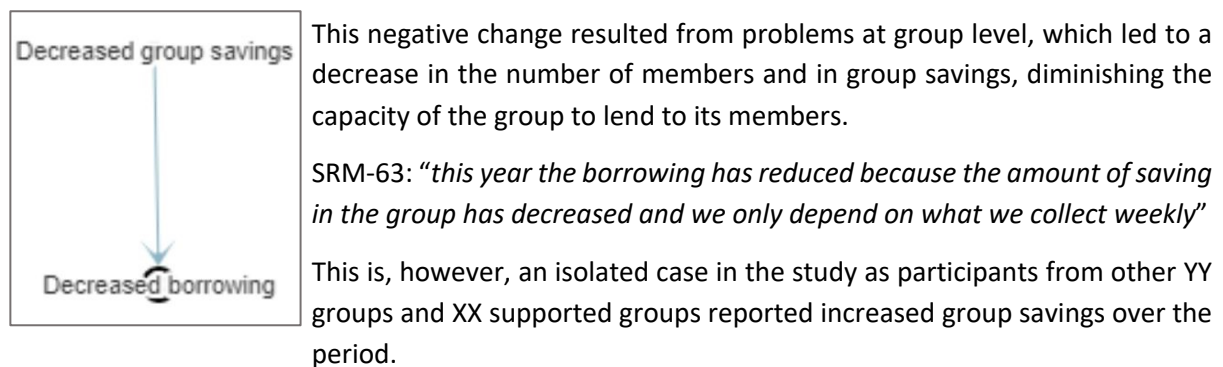 Decreased group savings
Decreased borrowing
This negative change resulted from problems at group level, which led to a
decrease in the number of members and in group savings, diminishing the
capacity of the group to lend to its members.
SRM-63: “this year the borrowing has reduced because the amount of saving
in the group has decreased and we only depend on what we collect weekly”
This is, however, an isolated case in the study as participants from other YY
groups and XX supported groups reported increased group savings over the
period.